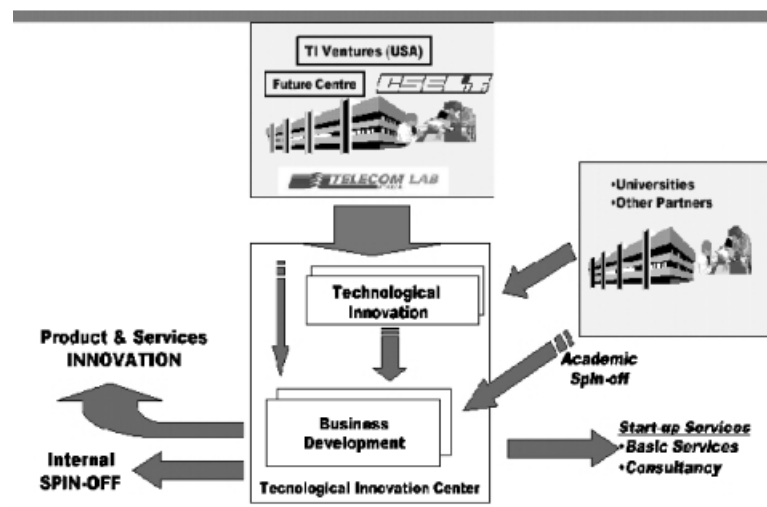 TI Ventures (USA)
Future Centre
CSELT
TELECOM LAB
•Universities
•Other Partners
Technological
Innovation
Product & Services
INNOVATION
Academic
Spin-off
Business
Development
Start-up Services
•Basic Services
•Consultancy
Internal
SPIN-OFF
Tecnological Innovation Center